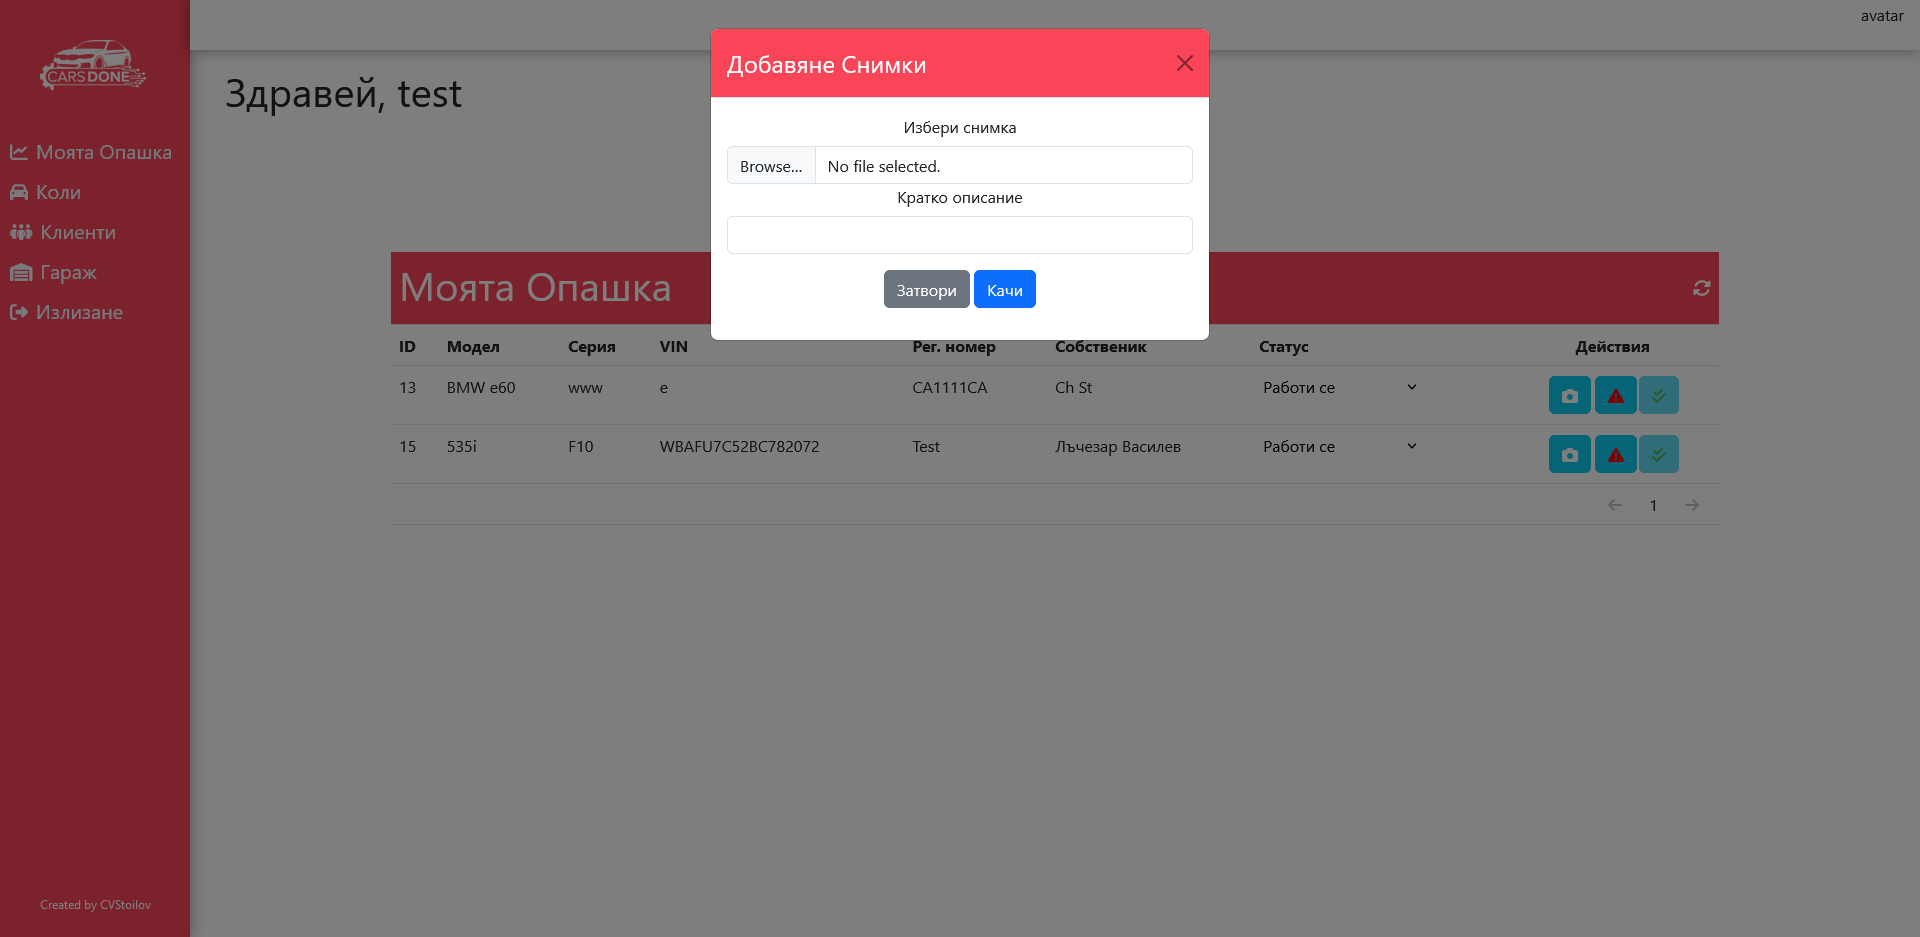 CARSDONE
avatar
Здравей, test
Моята Опашка
Коли
Клиенти
Гараж
Излизане
Created by CVStoilov
Добавяне Снимки
Избери снимка
Browse... No file selected.
Кратко описание
Затвори Качи
Моята Опашка
ID Модел Серия VIN Рег. номер Собственик Статус Действия
13 BMW e60 www e CA1111CA Ch St Работи се
15 535i F10 WBAFU7C52BC782072 Test Лъчезар Василев Работи се
1